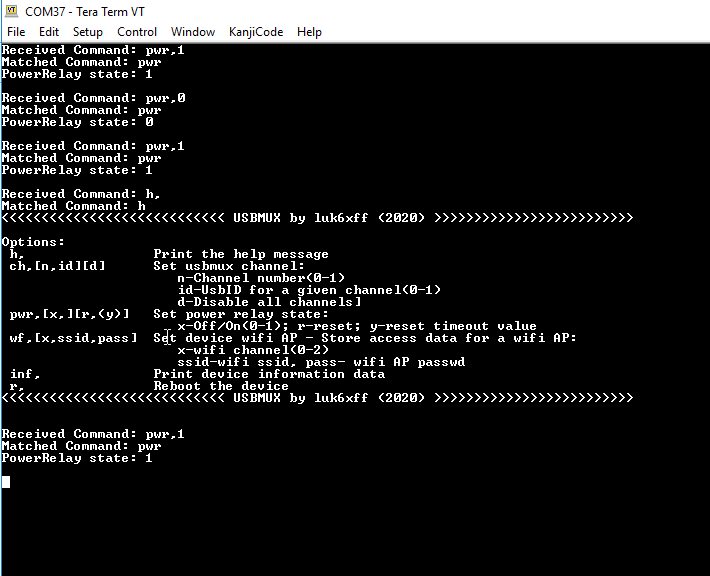 COM37 - Tera Term VT
File Edit Setup Control Window KanjiCode Help
Received Command: pwr,1
Matched Command: pwr
PowerRelay state: 1
Received Command: pwr,0
Matched Command: pwr
PowerRelay state: 0
Received Command: pwr,1
Matched Command: pwr
PowerRelay state: 1
Received Command: h,
Matched Command: h
<<<<<<<<<<<<<<<<<<<<<<<<<<<< USBMUX by luk6xff (2020) >>>>>>>>>>>>>>>>>>>>>>>>>
Options:
h, Print the help message
ch,[n,id][d] Set usbmux channel:
n-Channel number(0-1)
id-UsbID for a given channel(0-1)
d-Disable all channels]
pwr,[x,][r,(y)] Set power relay state:
x-Off/On(0-1); r-reset; y-reset timeout value
wf,[x,ssid,pass] Set device wifi AP - Store access data for a wifi AP:
x-wifi channel(0-2)
ssid-wifi ssid, pass- wifi AP passwd
inf, Print device information data
r, Reboot the device
<<<<<<<<<<<<<<<<<<<<<<<<<<<< USBMUX by luk6xff (2020) >>>>>>>>>>>>>>>>>>>>>>>>>
Received Command: pwr,1
Matched Command: pwr
PowerRelay state: 1